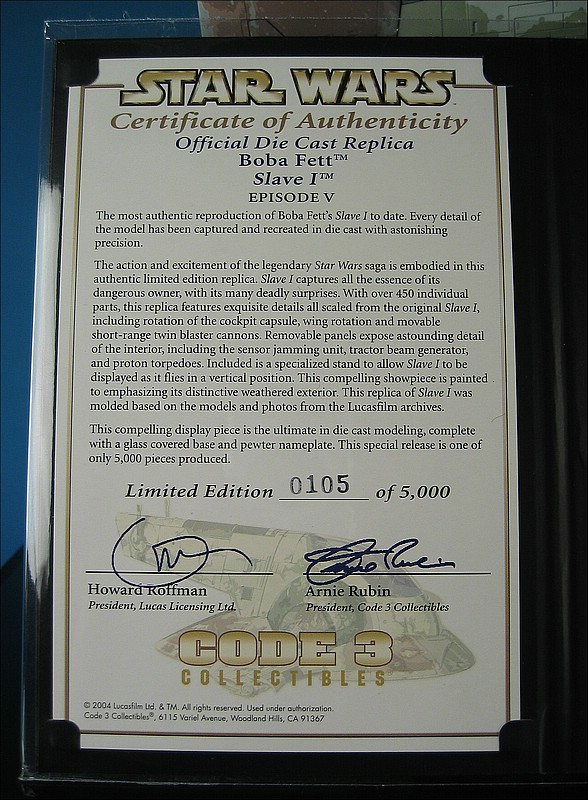 STAR WARS
Certificate of Authenticity
Official Die Cast Replica
Boba Fett™
Slave I™
EPISODE V
The most authentic reproduction of Boba Fett's Slave I to date. Every detail of
the model has been captured and recreated in die cast with astonishing
precision.
The action and excitement of the legendary Star Wars saga is embodied in this
authentic limited edition replica. Slave I captures all the essence of its
dangerous owner, with its many deadly surprises. With over 450 individual
parts, this replica features exquisite details all scaled from the original Slave I,
including rotation of the cockpit capsule, wing rotation and movable
short-range twin blaster cannons. Removable panels expose astounding detail
of the interior, including the sensor jamming unit, tractor beam generator,
and proton torpedoes. Included is a specialized stand to allow Slave I to be
displayed as it flies in a vertical position. This compelling showpiece is painted
to emphasizing its distinctive weathered exterior. This replica of Slave I was
molded based on the models and photos from the Lucasfilm archives.
This compelling display piece is the ultimate in die cast modeling, complete
with a glass covered base and pewter nameplate. This special release is one of
only 5,000 pieces produced.
Limited Edition 0105 of 5,000
Howard Roffman Arnie Rubin
President, Lucas Licensing Ltd. President, Code 3 Collectibles
CODE 3
COLLECTIBLES
© 2004 Lucasfilm Ltd. & TM. All rights reserved. Used under authorization.
Code 3 Collectibles®, 6115 Variel Avenue, Woodland Hills, CA 91367